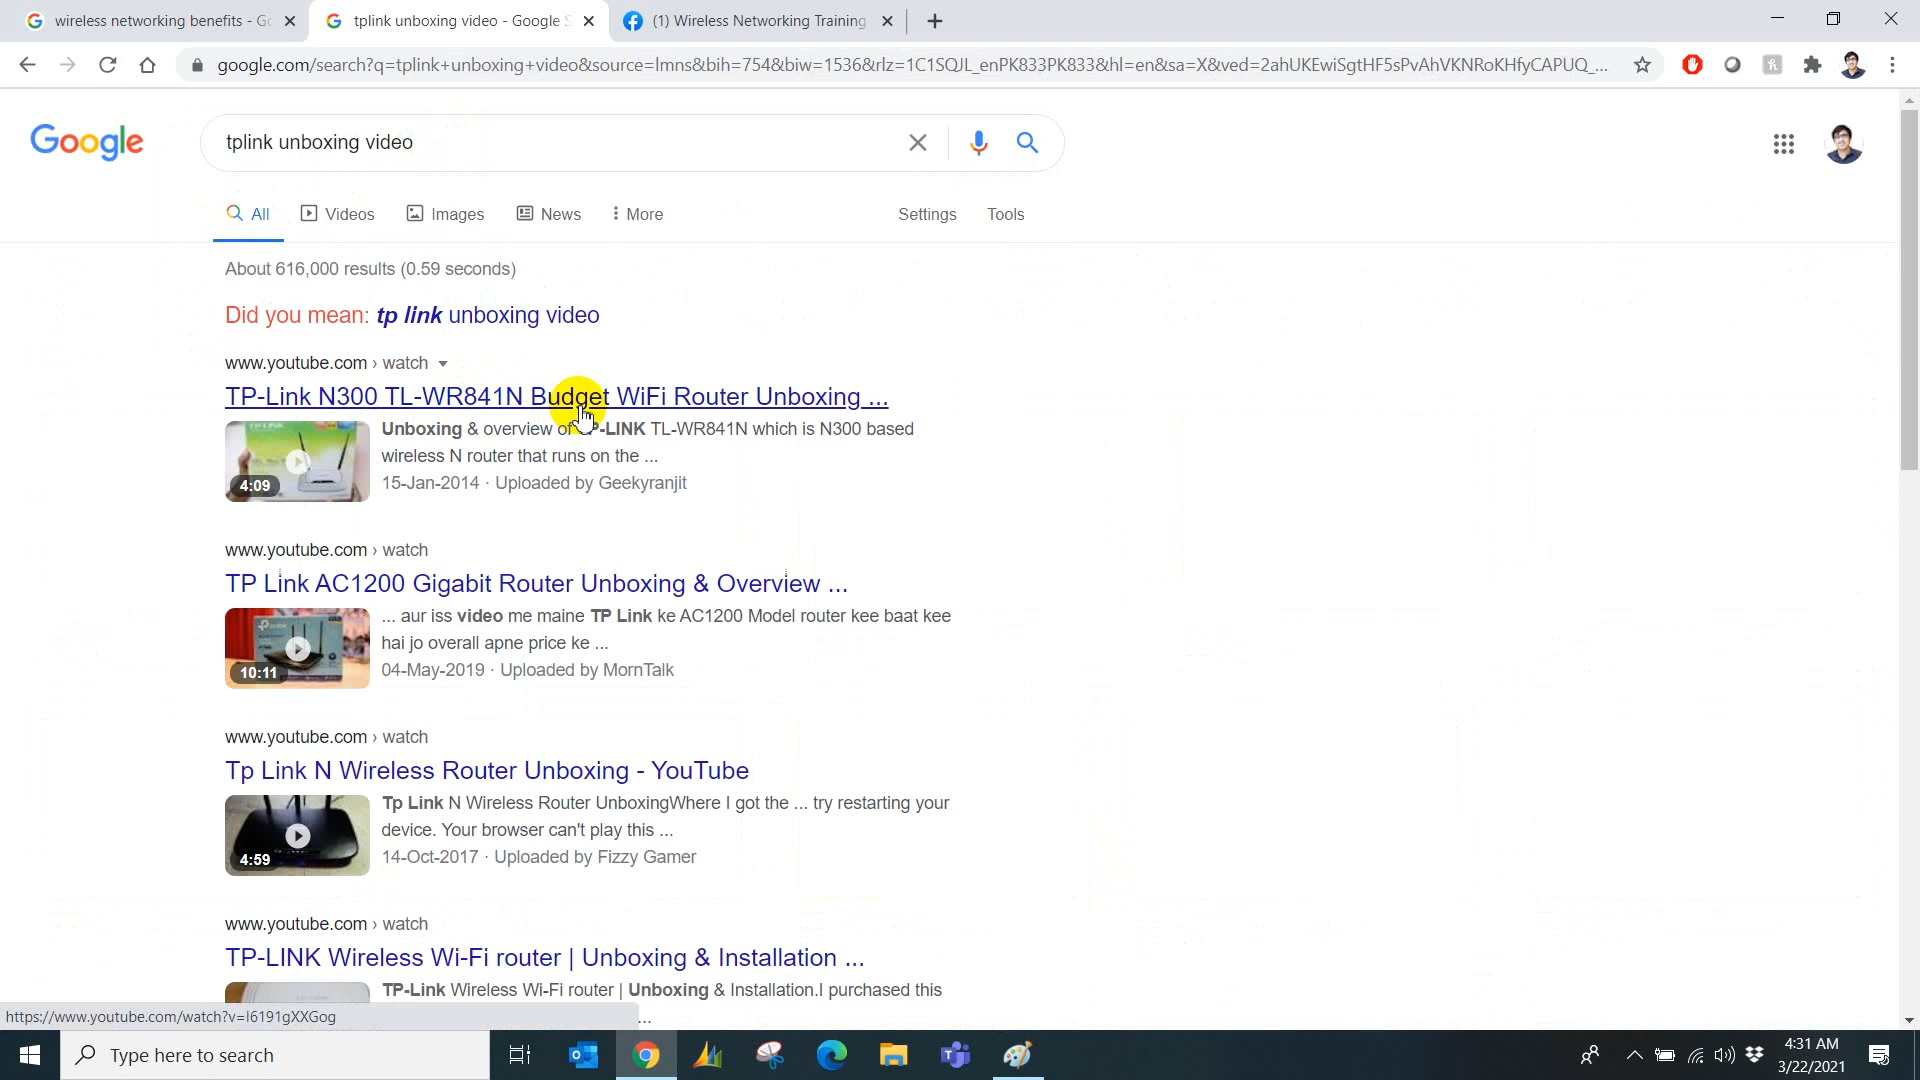 wireless networking benefits - Go
tplink unboxing video - Google S
(1) Wireless Networking Training
google.com/search?q=tplink+unboxing+video&source=lmns&bih=754&biw=1536&rlz=1C1SQJL_enPK833PK833&hl=en&sa=X&ved=2ahUKEwiSgtHF5sPvAhVKNRoKHfyCAPUQ_...
Google
tplink unboxing video
All
Videos
Images
News
More
Settings
Tools
About 616,000 results (0.59 seconds)
Did you mean: tp link unboxing video
www.youtube.com › watch
TP-Link N300 TL-WR841N Budget WiFi Router Unboxing ...
Unboxing & overview of P-LINK TL-WR841N which is N300 based
wireless N router that runs on the ...
4:09
15-Jan-2014 · Uploaded by Geekyranjit
www.youtube.com › watch
TP Link AC1200 Gigabit Router Unboxing & Overview ...
... aur iss video me maine TP Link ke AC1200 Model router kee baat kee
hai jo overall apne price ke ...
10:11
04-May-2019 · Uploaded by MornTalk
www.youtube.com › watch
Tp Link N Wireless Router Unboxing - YouTube
Tp Link N Wireless Router UnboxingWhere I got the ... try restarting your
device. Your browser can't play this ...
4:59
14-Oct-2017 · Uploaded by Fizzy Gamer
www.youtube.com › watch
TP-LINK Wireless Wi-Fi router | Unboxing & Installation ...
TP-Link Wireless Wi-Fi router | Unboxing & Installation.I purchased this
...
https://www.youtube.com/watch?v=I6191gXXGog
Type here to search
4:31 AM
3/22/2021